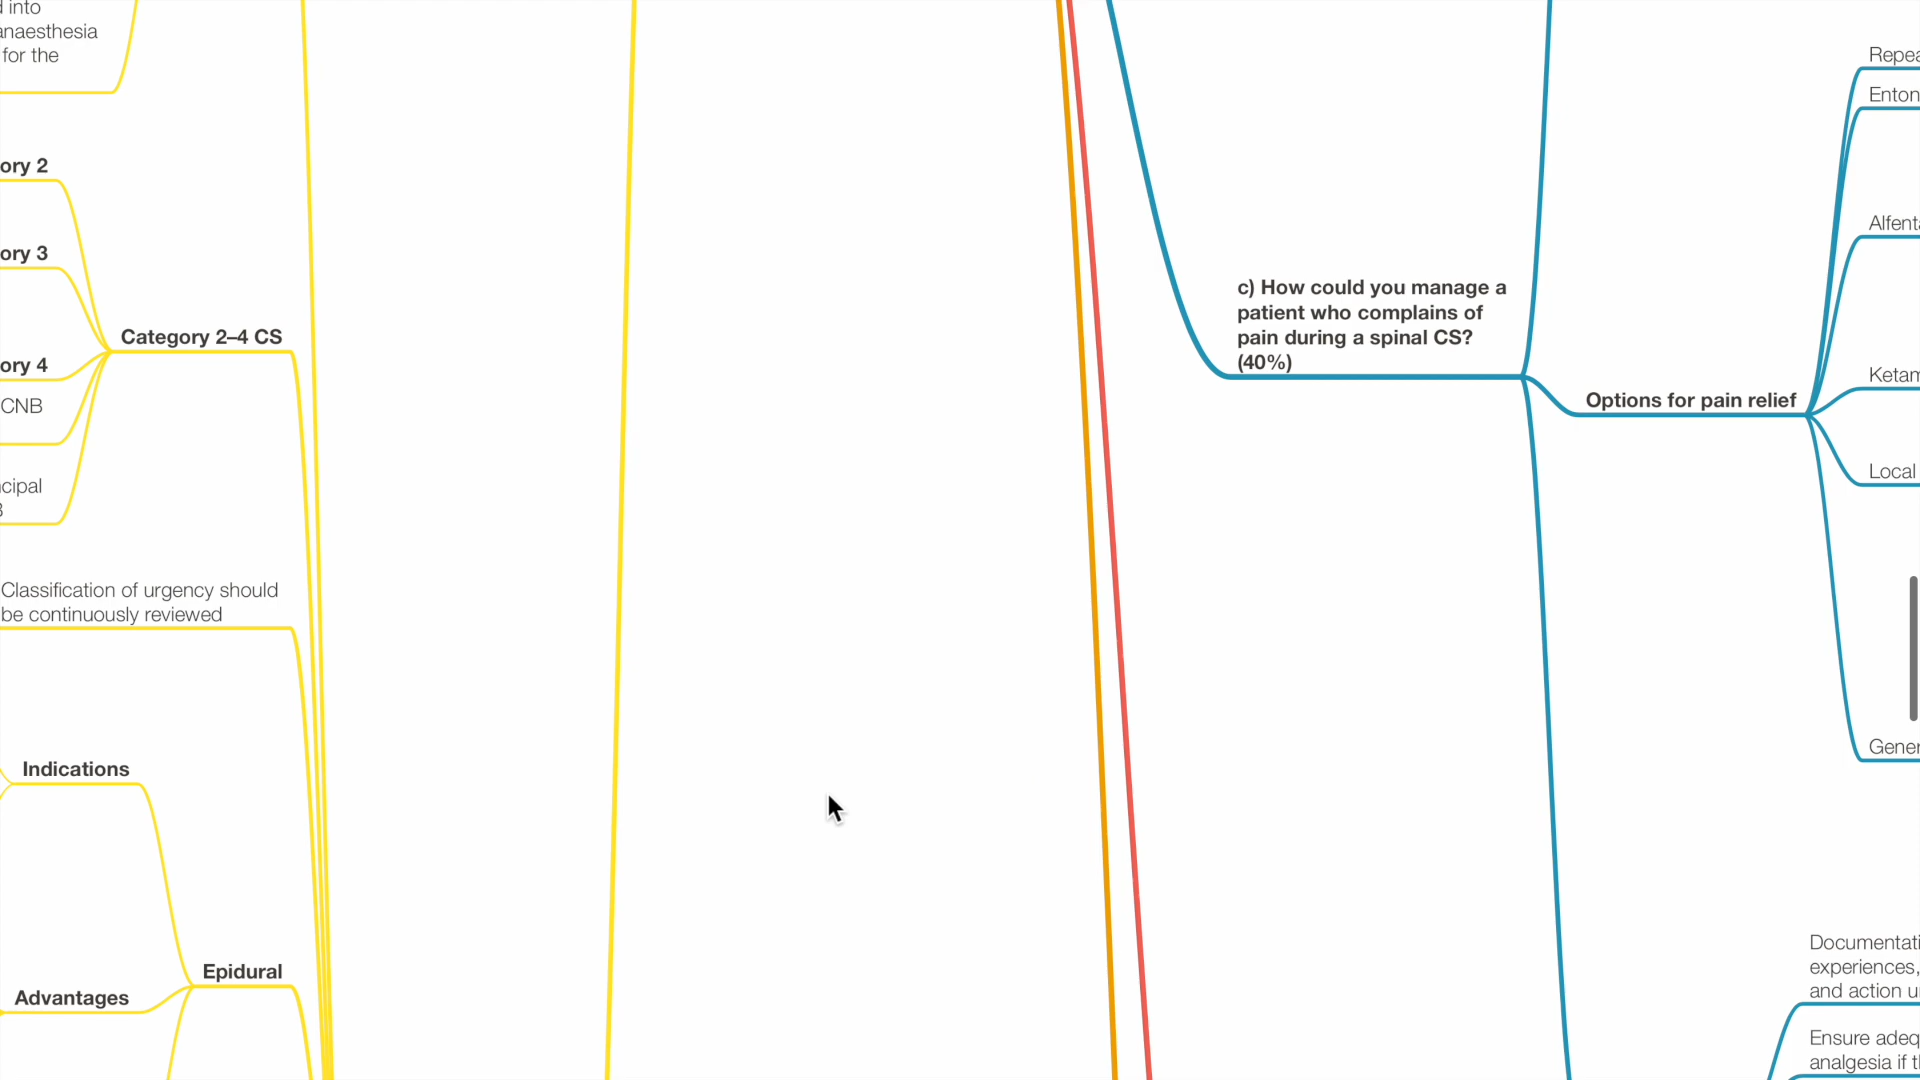 into
anaesthesia
for the
ory 2
ory 3
Category 2–4 CS
ory 4
CNB
cipal
Classification of urgency should
be continuously reviewed
Indications
Epidural
Advantages
c) How could you manage a
patient who complains of
pain during a spinal CS?
(40%)
Options for pain relief
Repea
Enton
Alfent
Ketam
Local
Gener
Documentati
experiences,
and action u
Ensure adeq
analgesia if t